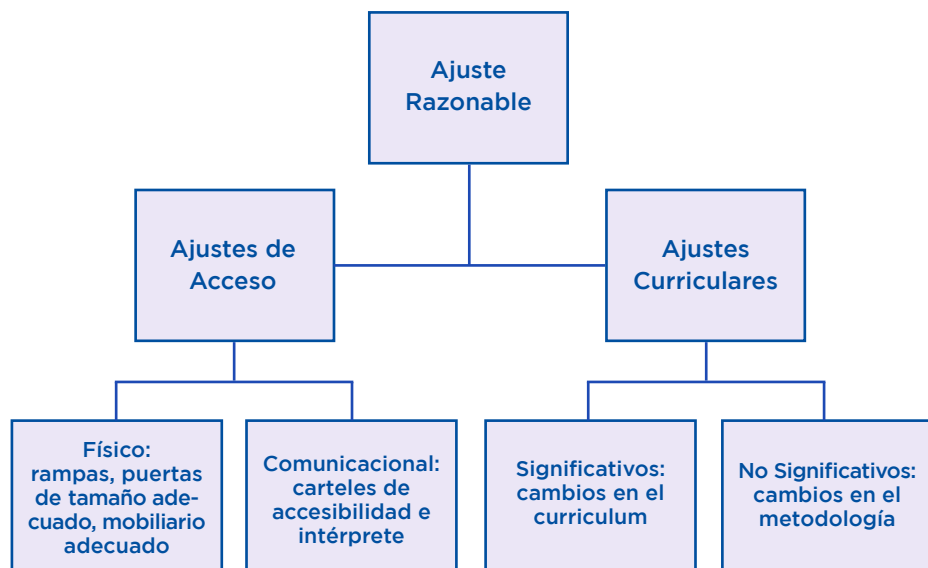 Ajuste
Razonable
Ajustes de
Acceso
Ajustes
Curriculares
Físico:
rampas, puertas
de tamaño ade-
cuado, mobiliario
adecuado
Comunicacional:
carteles de
accesibilidad e
intérprete
Significativos:
cambios en el
curriculum
No Significativos:
cambios en el
metodología